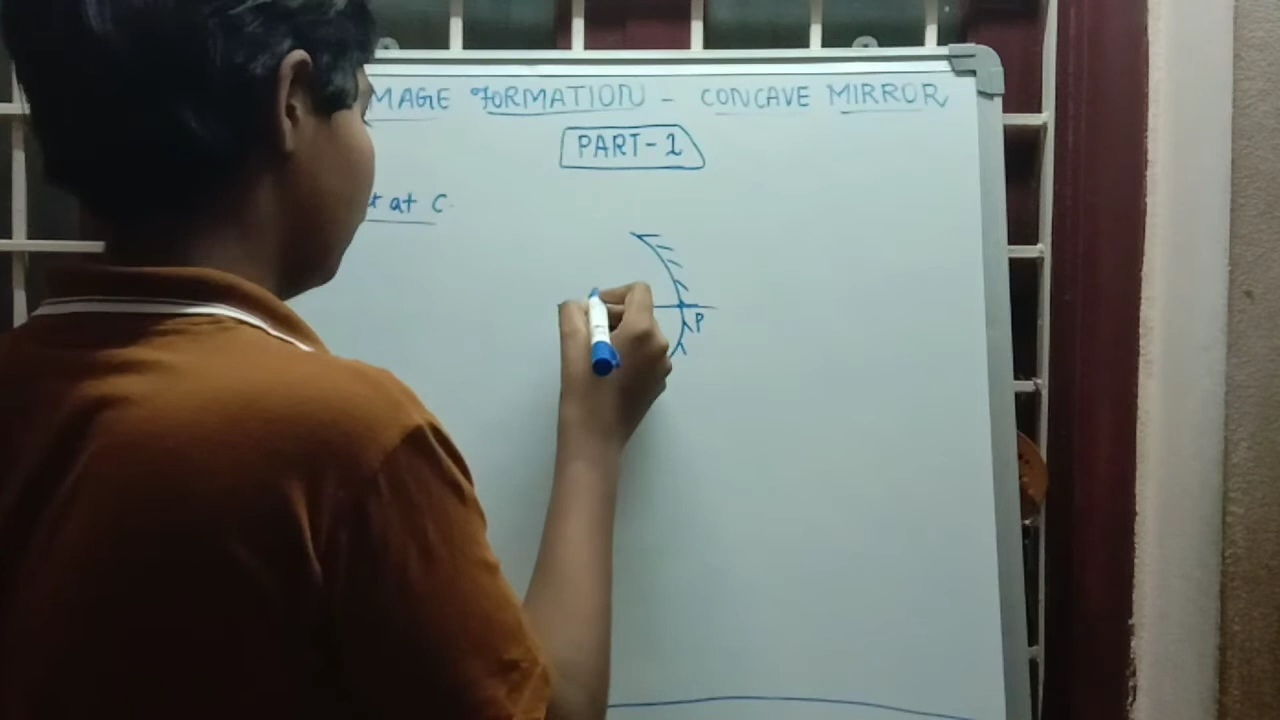 MAGE FORMATION - CONCAVE MIRROR
PART-1
at C.
P